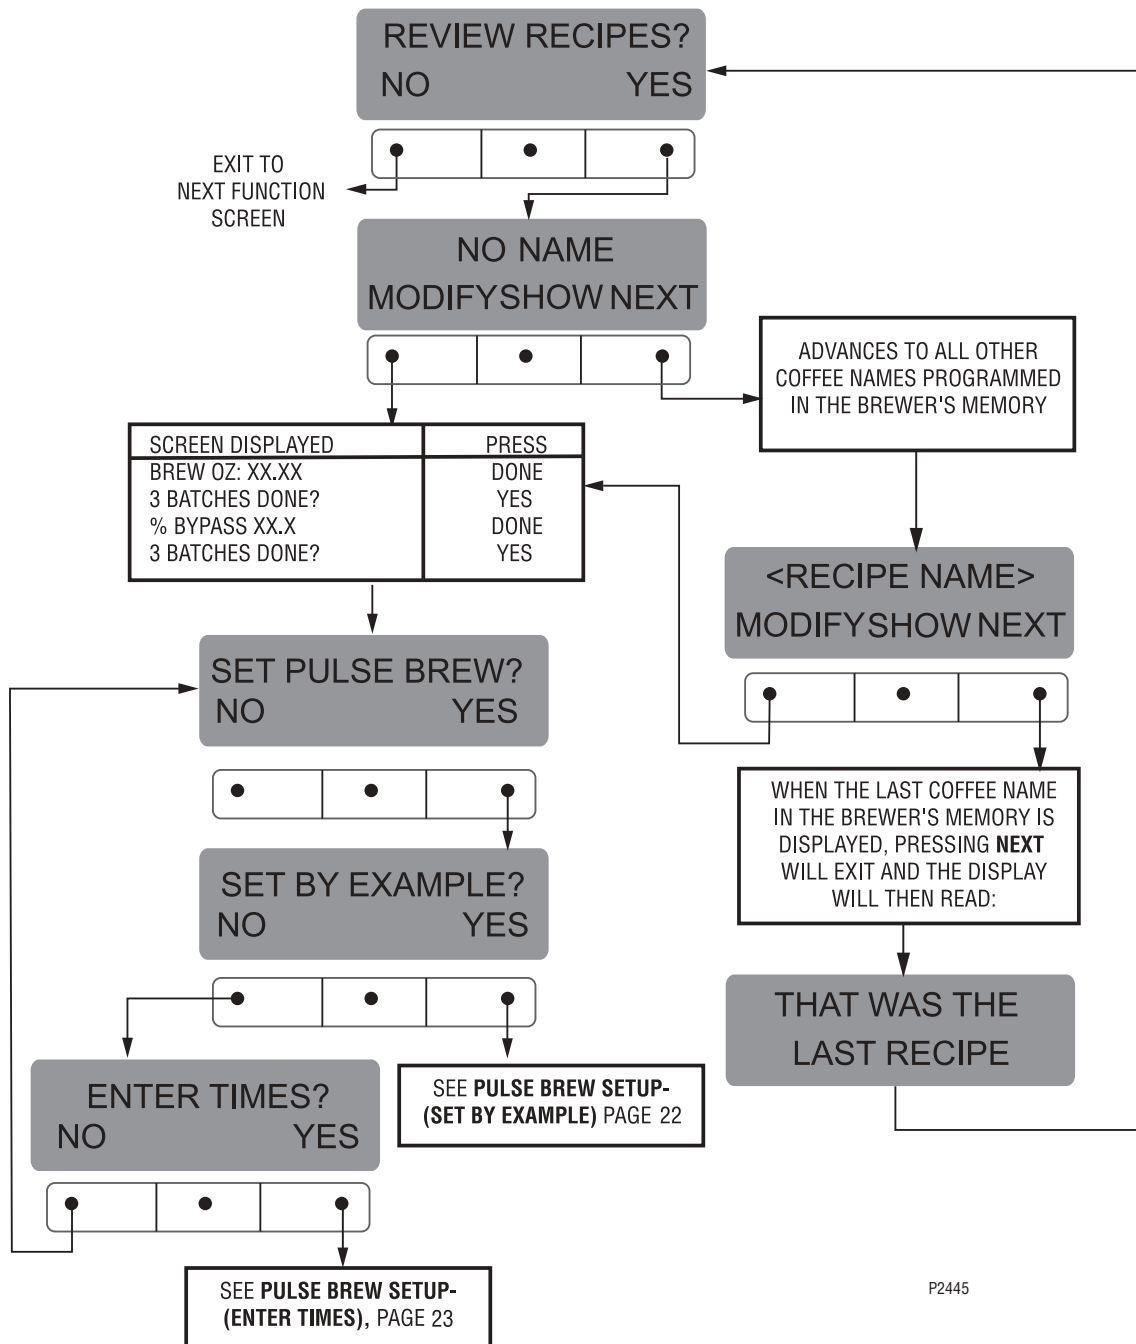 REVIEW RECIPES?
NO YES
EXIT TO
NEXT FUNCTION
SCREEN
NO NAME
MODIFY SHOW NEXT
ADVANCES TO ALL OTHER
COFFEE NAMES PROGRAMMED
IN THE BREWER'S MEMORY
SCREEN DISPLAYED PRESS
BREW OZ: XX.XX DONE
3 BATCHES DONE? YES
% BYPASS XX.X DONE
3 BATCHES DONE? YES
<RECIPE NAME>
MODIFY SHOW NEXT
SET PULSE BREW?
NO YES
WHEN THE LAST COFFEE NAME
IN THE BREWER'S MEMORY IS
DISPLAYED, PRESSING NEXT
WILL EXIT AND THE DISPLAY
WILL THEN READ:
SET BY EXAMPLE?
NO YES
THAT WAS THE
LAST RECIPE
ENTER TIMES?
NO YES
SEE PULSE BREW SETUP-
(SET BY EXAMPLE) PAGE 22
SEE PULSE BREW SETUP-
(ENTER TIMES), PAGE 23
P2445